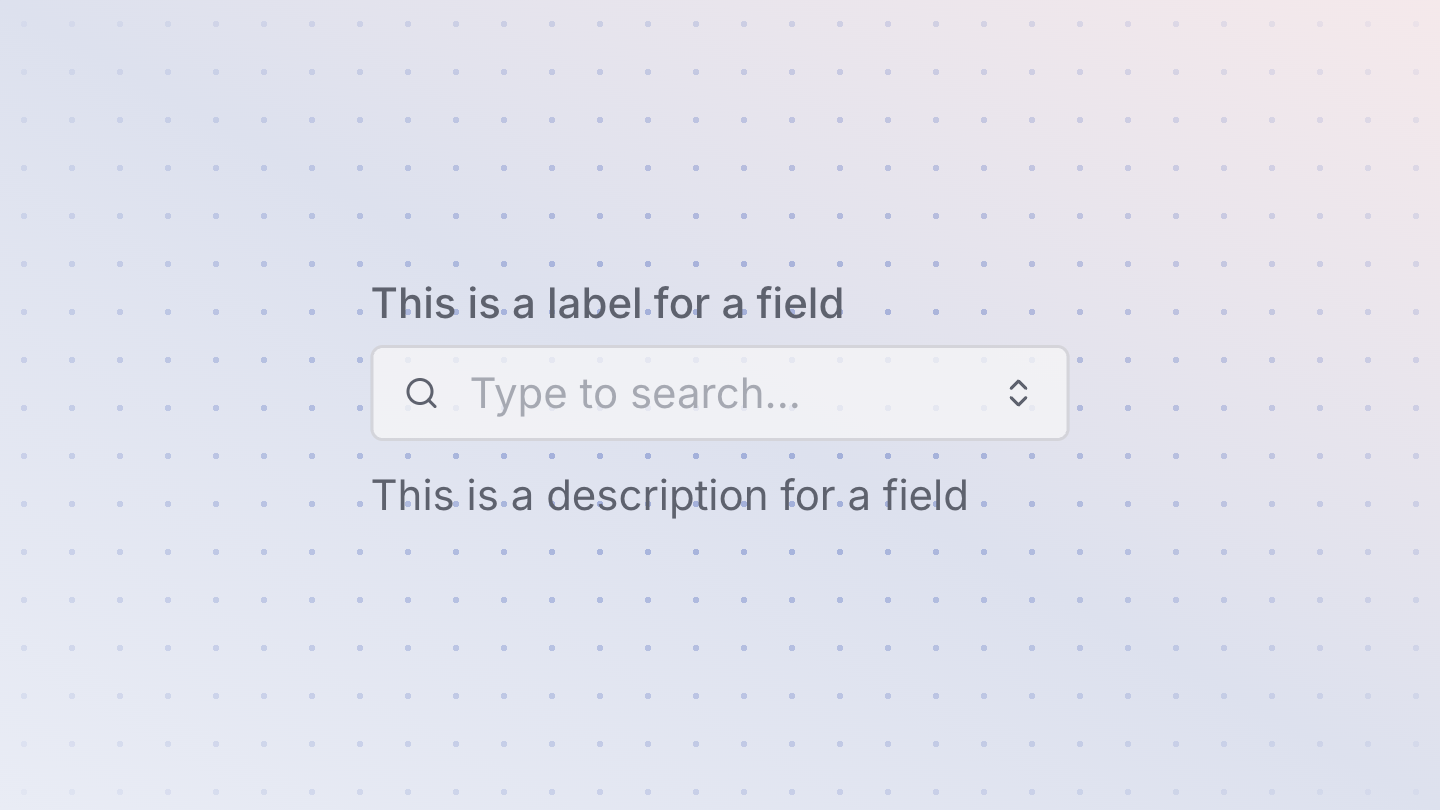 This is a label for a field
Type to search...
This is a description for a field